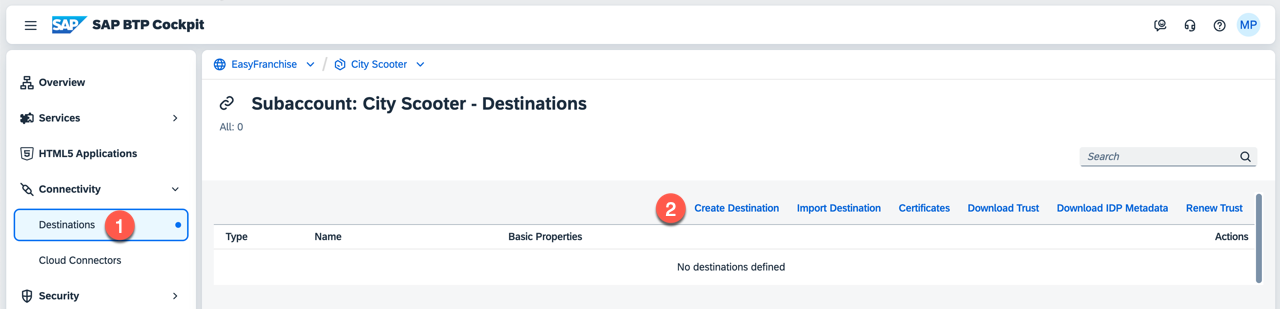 SAP SAP BTP Cockpit MP
Overview
Services
5 HTML5 Applications
Connectivity
Destinations 1
Cloud Connectors
Security
EasyFranchise / City Scooter
Subaccount: City Scooter - Destinations
All: 0
Search
2 Create Destination Import Destination Certificates Download Trust Download IDP Metadata Renew Trust
Type Name Basic Properties Actions
No destinations defined